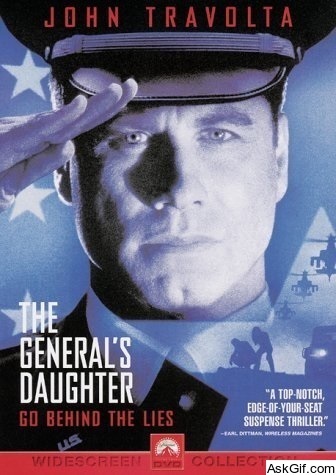 JOHN TRAVOLTA
THE
GENERAL'S
DAUGHTER
GO BEHIND THE LIES
"A TOP-NOTCH,
EDGE-OF-YOUR-SEAT
SUSPENSE THRILLER."
–EARL DITTMAN, WIRELESS MAGAZINES
U.S
WIDESCREEN DVD COLLECTION
AskGif.com